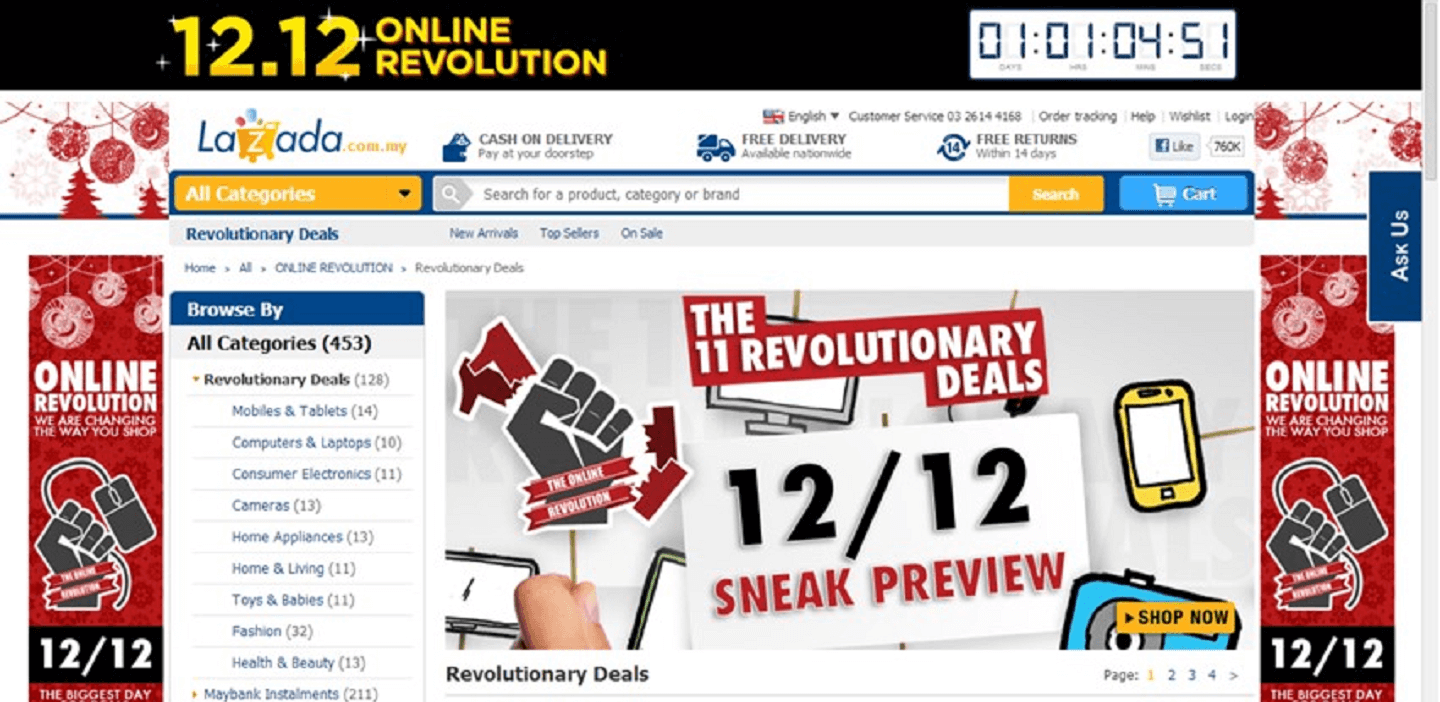 12.12 ONLINE
REVOLUTION
01:01:04:51
DAYS HRS MINS SECS
English Customer Service 03 2614 4168 Order tracking Help Wishlist Login
Lazada.com.my
CASH ON DELIVERY
Pay at your doorstep
FREE DELIVERY
Available nationwide
14
FREE RETURNS
Within 14 days
Like 760K
All Categories
Search for a product, category or brand
Search
Cart
Ask Us
Revolutionary Deals
New Arrivals Top Sellers On Sale
Home > All > ONLINE REVOLUTION > Revolutionary Deals
Browse By
All Categories (453)
Revolutionary Deals (128)
Mobiles & Tablets (14)
Computers & Laptops (10)
Consumer Electronics (11)
Cameras (13)
Home Appliances (13)
Home & Living (11)
Toys & Babies (11)
Fashion (32)
Health & Beauty (13)
Maybank Instalments (211)
THE
11 REVOLUTIONARY
DEALS
THE ONLINE
REVOLUTION
12/12
SNEAK PREVIEW
SHOP NOW
Revolutionary Deals
Page: 1 2 3 4 >
ONLINE
REVOLUTION
WE ARE CHANGING
THE WAY YOU SHOP
THE ONLINE
REVOLUTION
12/12
THE BIGGEST DAY
ONLINE
REVOLUTION
WE ARE CHANGING
THE WAY YOU SHOP
THE ONLINE
REVOLUTION
12/12
THE BIGGEST DAY